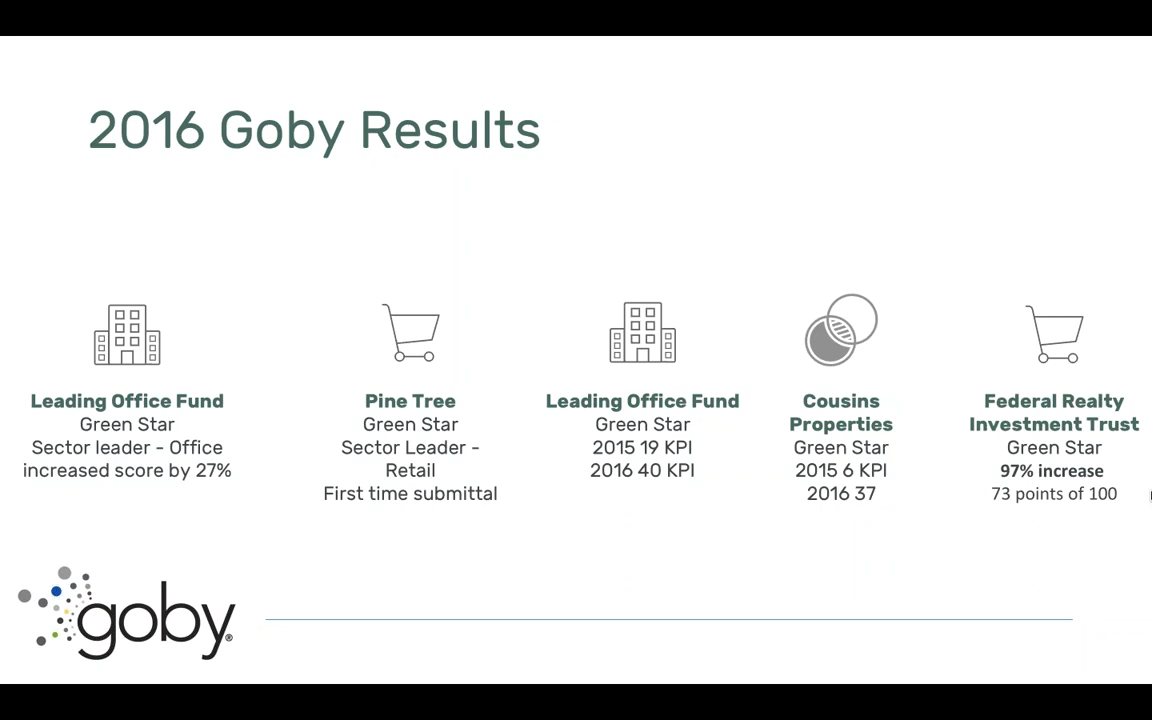 2016 Goby Results
Leading Office Fund
Green Star
Sector leader - Office
increased score by 27%
Pine Tree
Green Star
Sector Leader -
Retail
First time submittal
Leading Office Fund
Green Star
2015 19 KPI
2016 40 KPI
Cousins
Properties
Green Star
2015 6 KPI
2016 37
Federal Realty
Investment Trust
Green Star
97% increase
73 points of 100
goby®